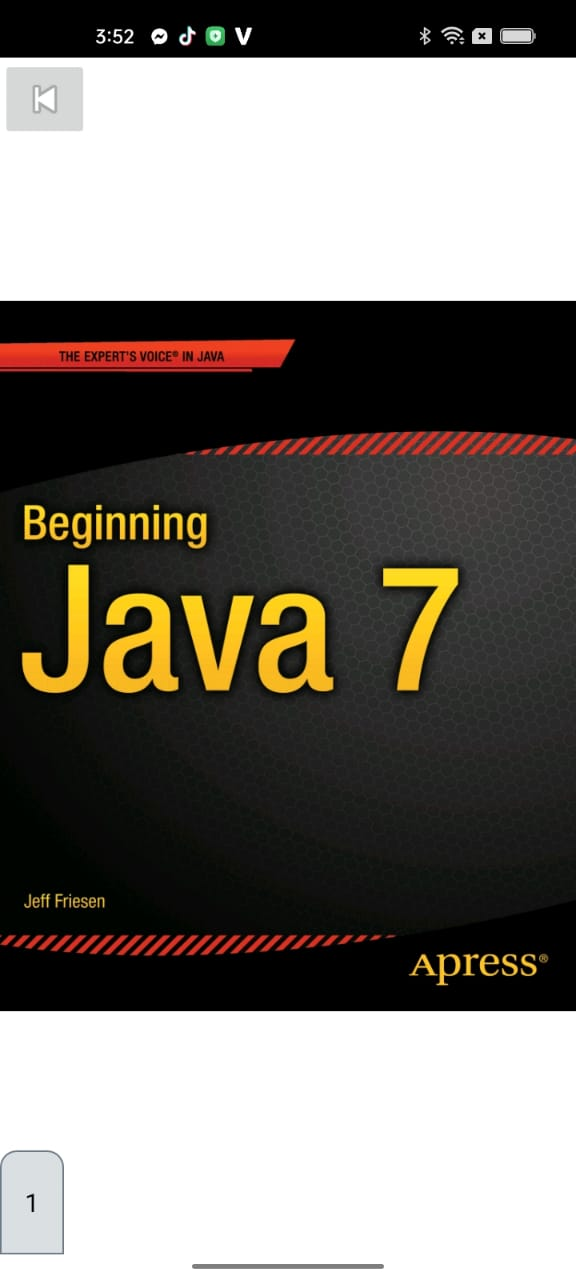 3:52 V
THE EXPERT'S VOICE® IN JAVA
Beginning
Java 7
Jeff Friesen
Apress®
1